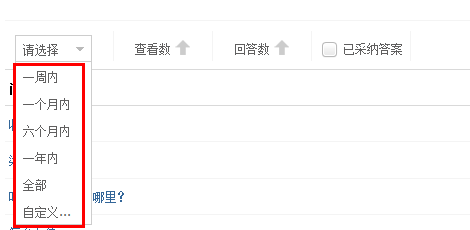 请选择 查看数 回答数 已采纳答案
一周内
一个月内
六个月内
一年内
全部
哪里？
自定义...